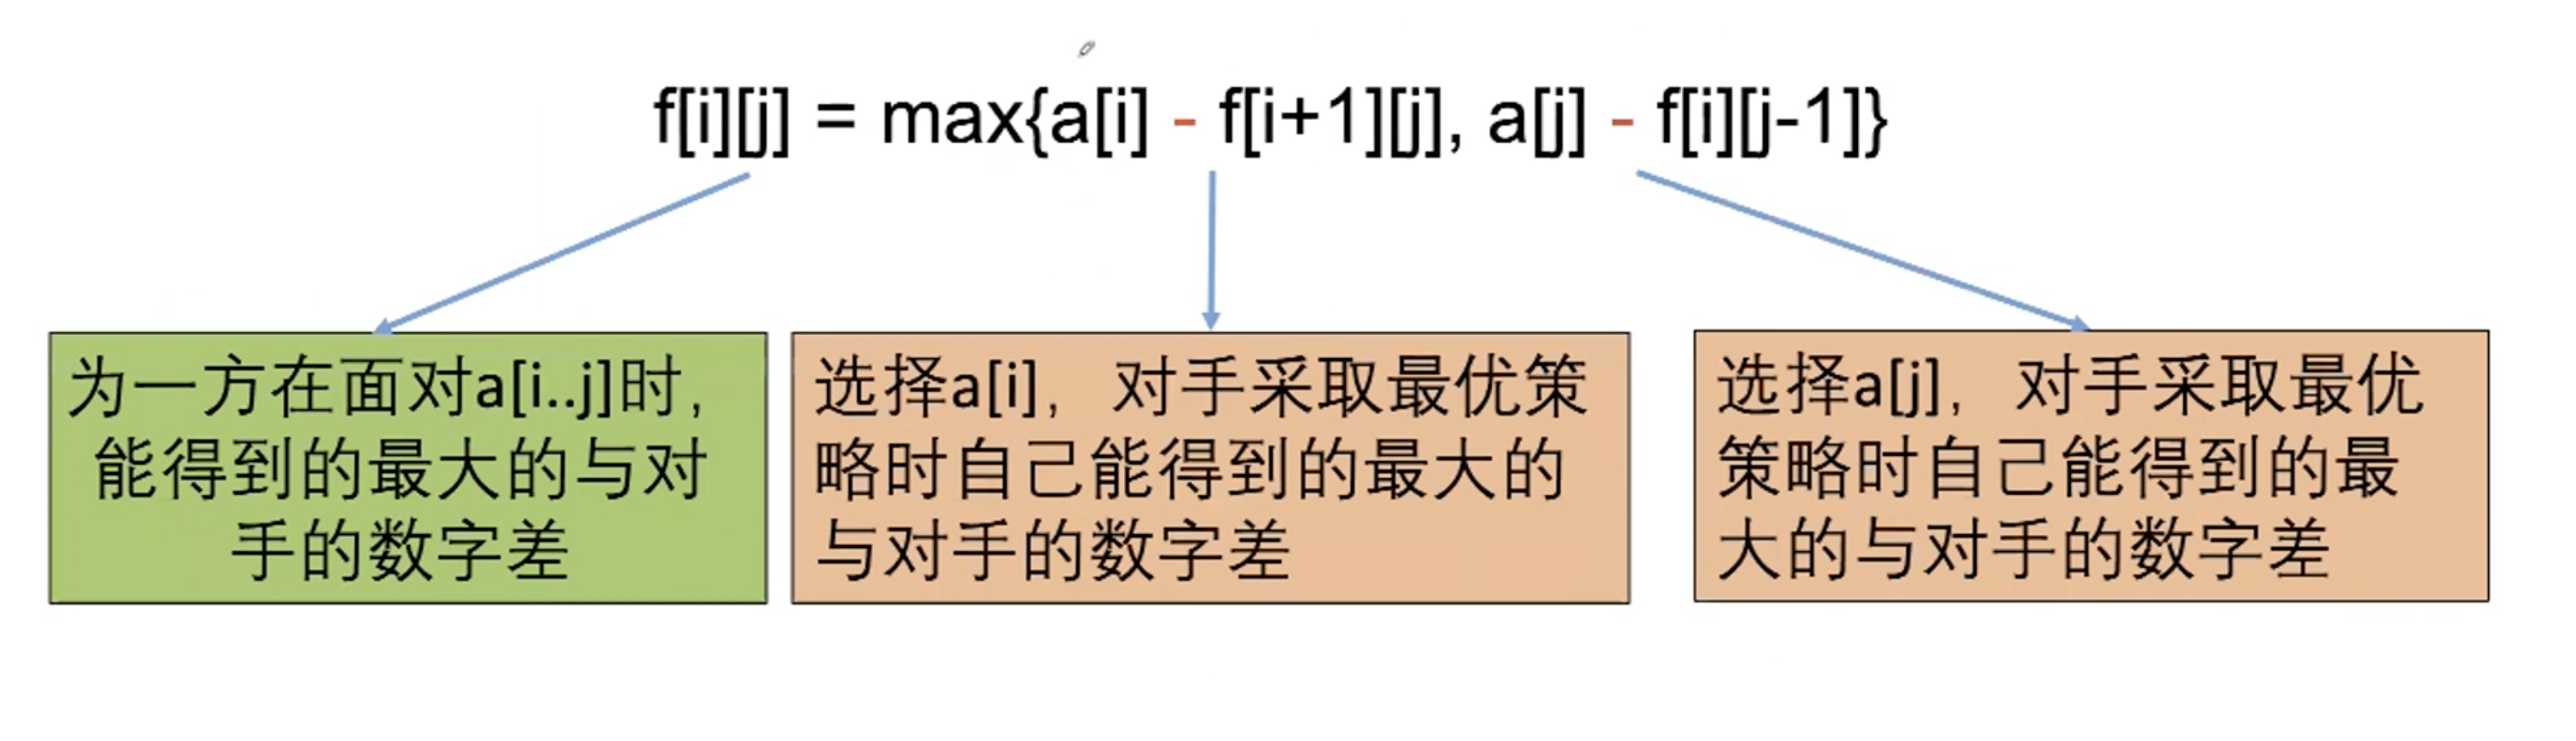 f[i][j] = max{a[i] - f[i+1][j], a[j] - f[i][j-1]}
为一方在面对a[i..j]时，
能得到的最大的与对
手的数字差
选择a[i]，对手采取最优策
略时自己能得到的最大的
与对手的数字差
选择a[j]，对手采取最优
策略时自己能得到的最
大的与对手的数字差